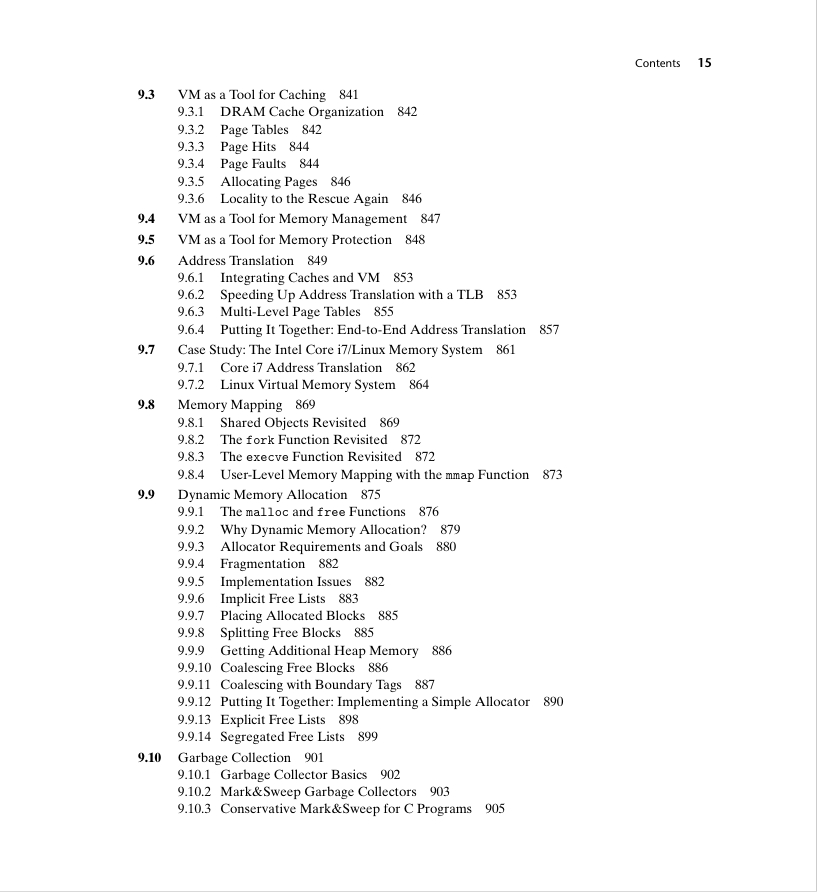 Contents 15
9.3 VM as a Tool for Caching 841
9.3.1 DRAM Cache Organization 842
9.3.2 Page Tables 842
9.3.3 Page Hits 844
9.3.4 Page Faults 844
9.3.5 Allocating Pages 846
9.3.6 Locality to the Rescue Again 846
9.4 VM as a Tool for Memory Management 847
9.5 VM as a Tool for Memory Protection 848
9.6 Address Translation 849
9.6.1 Integrating Caches and VM 853
9.6.2 Speeding Up Address Translation with a TLB 853
9.6.3 Multi-Level Page Tables 855
9.6.4 Putting It Together: End-to-End Address Translation 857
9.7 Case Study: The Intel Core i7/Linux Memory System 861
9.7.1 Core i7 Address Translation 862
9.7.2 Linux Virtual Memory System 864
9.8 Memory Mapping 869
9.8.1 Shared Objects Revisited 869
9.8.2 The fork Function Revisited 872
9.8.3 The execve Function Revisited 872
9.8.4 User-Level Memory Mapping with the mmap Function 873
9.9 Dynamic Memory Allocation 875
9.9.1 The malloc and free Functions 876
9.9.2 Why Dynamic Memory Allocation? 879
9.9.3 Allocator Requirements and Goals 880
9.9.4 Fragmentation 882
9.9.5 Implementation Issues 882
9.9.6 Implicit Free Lists 883
9.9.7 Placing Allocated Blocks 885
9.9.8 Splitting Free Blocks 885
9.9.9 Getting Additional Heap Memory 886
9.9.10 Coalescing Free Blocks 886
9.9.11 Coalescing with Boundary Tags 887
9.9.12 Putting It Together: Implementing a Simple Allocator 890
9.9.13 Explicit Free Lists 898
9.9.14 Segregated Free Lists 899
9.10 Garbage Collection 901
9.10.1 Garbage Collector Basics 902
9.10.2 Mark&Sweep Garbage Collectors 903
9.10.3 Conservative Mark&Sweep for C Programs 905